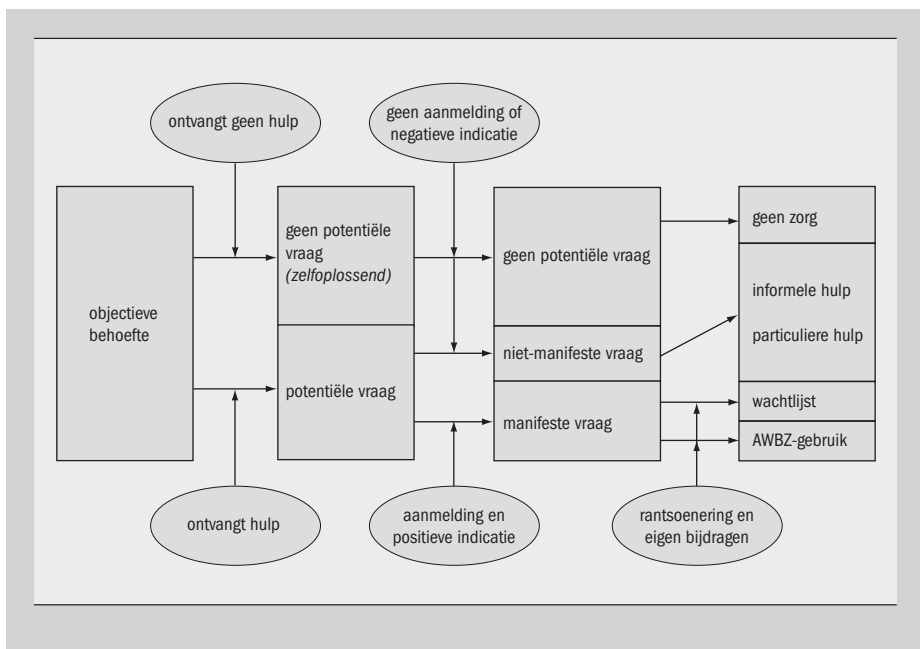 ontvangt geen hulp
geen aanmelding of
negatieve indicatie
objectieve
behoefte
geen potentiële
vraag
(zelfoplossend)
potentiële vraag
geen potentiële vraag
niet-manifeste vraag
manifeste vraag
geen zorg
informele hulp
particuliere hulp
wachtlijst
AWBZ-gebruik
ontvangt hulp
aanmelding en
positieve indicatie
rantsoenering en
eigen bijdragen